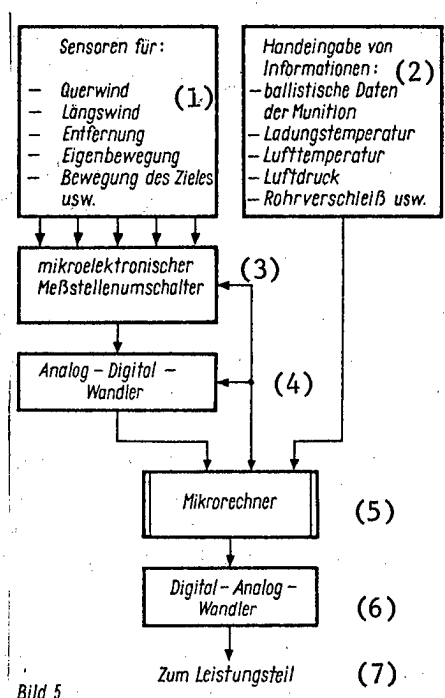 Sensoren für:
(1)
– Querwind
– Längswind
– Entfernung
– Eigenbewegung
– Bewegung des Zieles
usw.
Handeingabe von
Informationen:
(2)
– ballistische Daten
der Munition
– Ladungstemperatur
– Lufttemperatur
– Luftdruck
– Rohrverschleiß usw.
(3)
mikroelektronischer
Meßstellenumschalter
Analog – Digital –
Wandler
(4)
Mikrorechner
(5)
Digital – Analog –
Wandler
(6)
Zum Leistungsteil
(7)
Bild 5